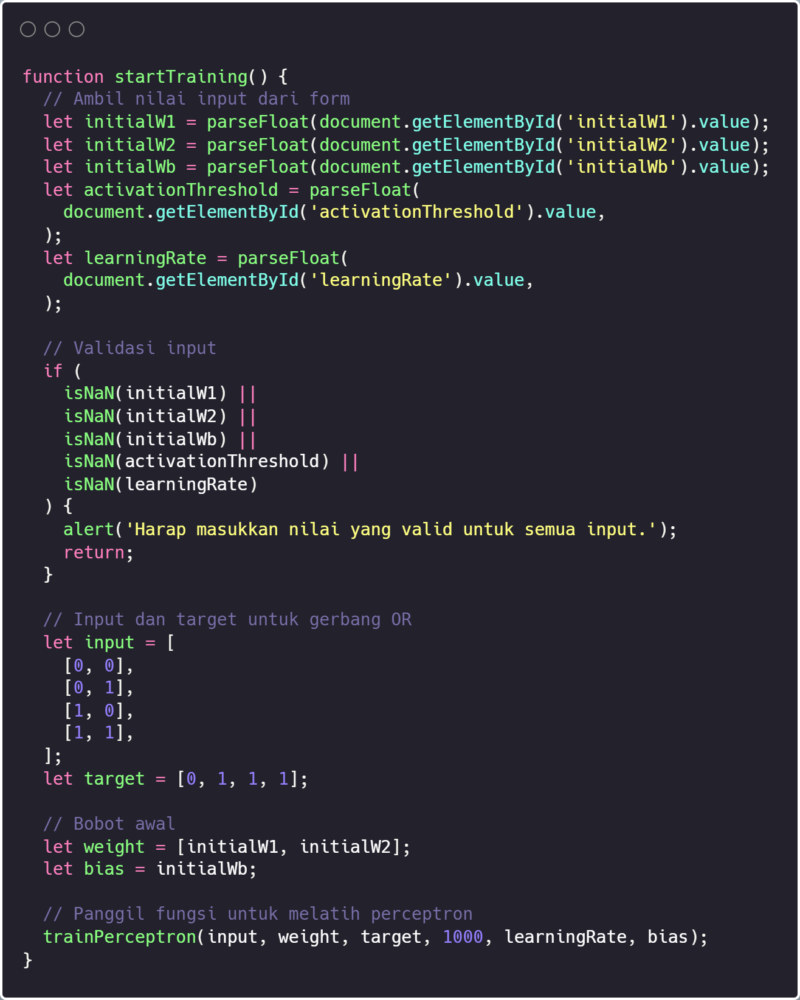 function startTraining() {
  // Ambil nilai input dari form
  let initialW1 = parseFloat(document.getElementById('initialW1').value);
  let initialW2 = parseFloat(document.getElementById('initialW2').value);
  let initialWb = parseFloat(document.getElementById('initialWb').value);
  let activationThreshold = parseFloat(
    document.getElementById('activationThreshold').value,
  );
  let learningRate = parseFloat(
    document.getElementById('learningRate').value,
  );

  // Validasi input
  if (
    isNaN(initialW1) ||
    isNaN(initialW2) ||
    isNaN(initialWb) ||
    isNaN(activationThreshold) ||
    isNaN(learningRate)
  ) {
    alert('Harap masukkan nilai yang valid untuk semua input.');
    return;
  }

  // Input dan target untuk gerbang OR
  let input = [
    [0, 0],
    [0, 1],
    [1, 0],
    [1, 1],
  ];
  let target = [0, 1, 1, 1];

  // Bobot awal
  let weight = [initialW1, initialW2];
  let bias = initialWb;

  // Panggil fungsi untuk melatih perceptron
  trainPerceptron(input, weight, target, 1000, learningRate, bias);
}